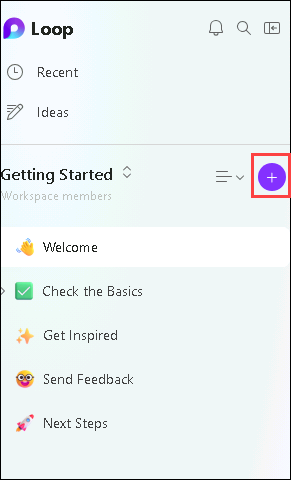 Loop
Recent
Ideas
Getting Started
Workspace members
Welcome
Check the Basics
Get Inspired
Send Feedback
Next Steps